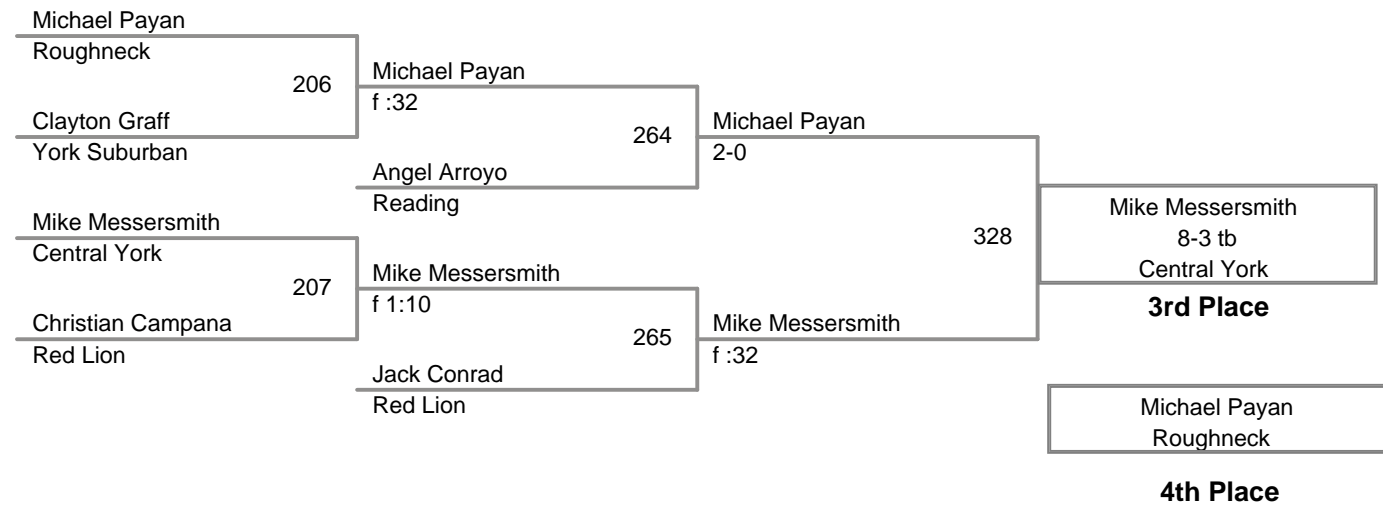 Michael Payan
Roughneck
206
Clayton Graff
York Suburban
Mike Messersmith
Central York
207
Christian Campana
Red Lion
Michael Payan
f :32
264
Angel Arroyo
Reading
Mike Messersmith
f 1:10
265
Jack Conrad
Red Lion
Michael Payan
2-0
328
Mike Messersmith
f :32
Mike Messersmith
8-3 tb
Central York
3rd Place
Michael Payan
Roughneck
4th Place